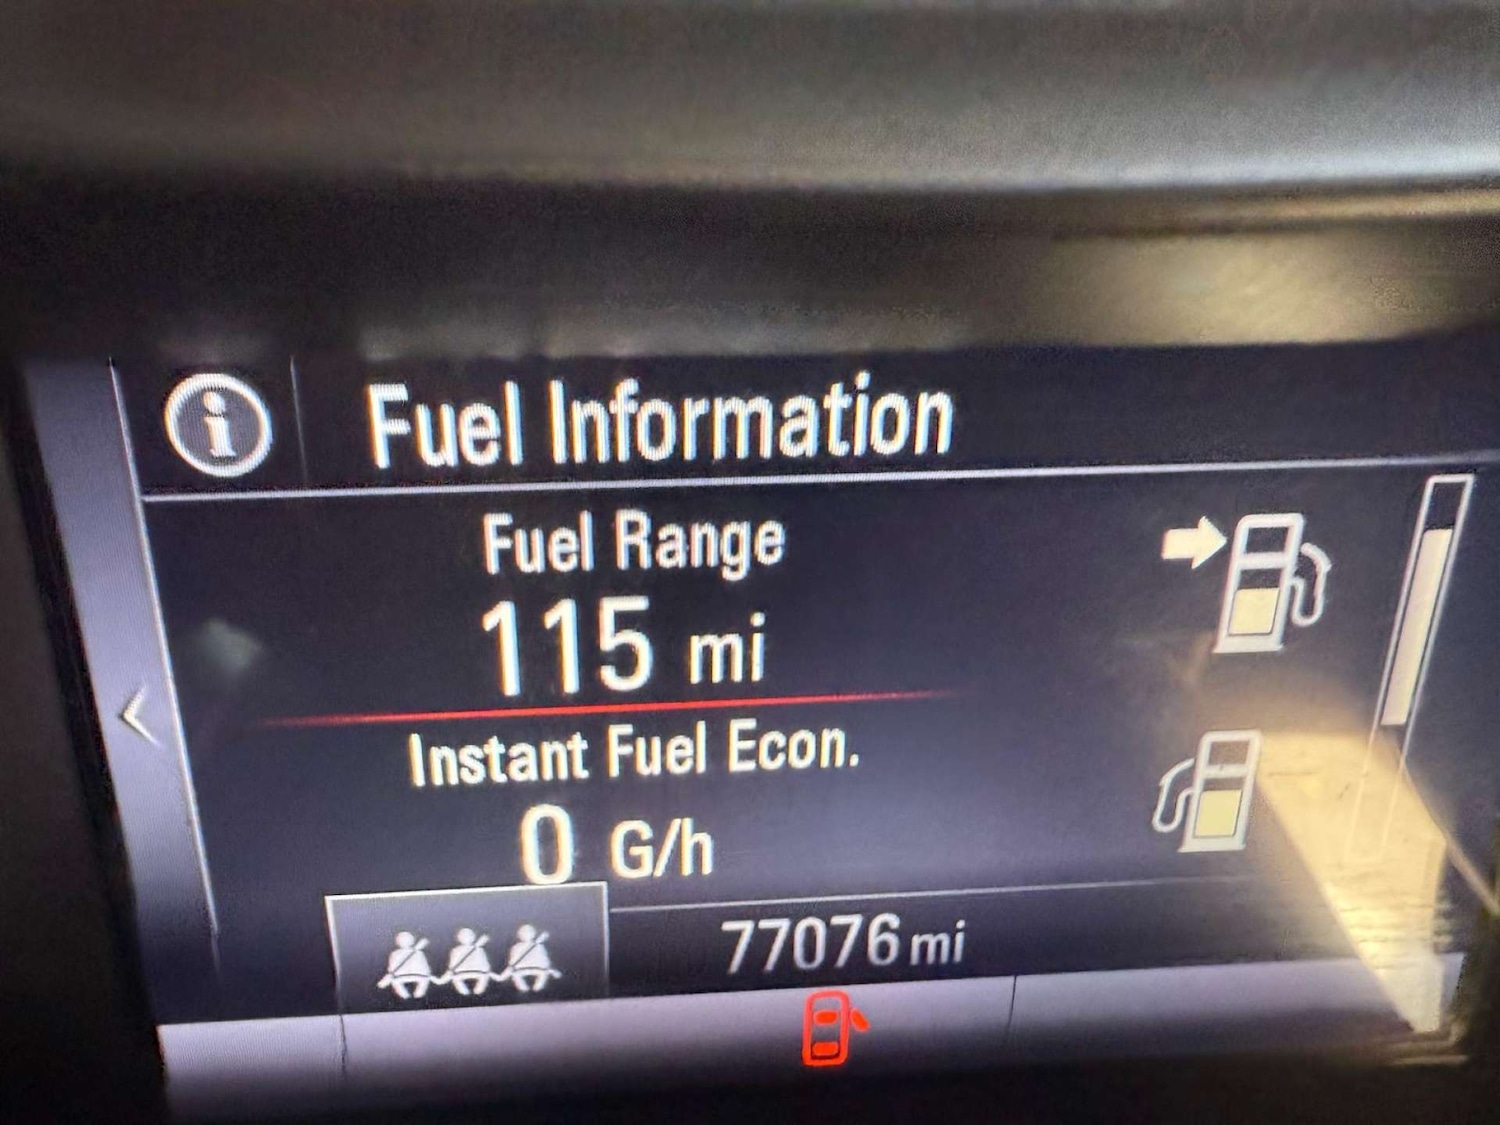 Fuel Information
Fuel Range
115 mi
Instant Fuel Econ.
0 G/h
77076 mi